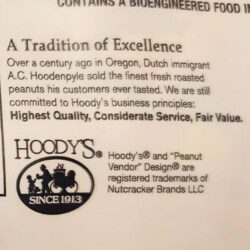 CONTAINS A BIOENGINEERED FOOD IN
A Tradition of Excellence
Over a century ago in Oregon, Dutch immigrant
A.C. Hoodenpyle sold the finest fresh roasted
peanuts his customers ever tasted. We are still
committed to Hoody's business principles:
Highest Quality, Considerate Service, Fair Value.
HOODY'S®
SINCE 1913
Hoody's® and "Peanut
Vendor" Design® are
registered trademarks of
Nutcracker Brands LLC